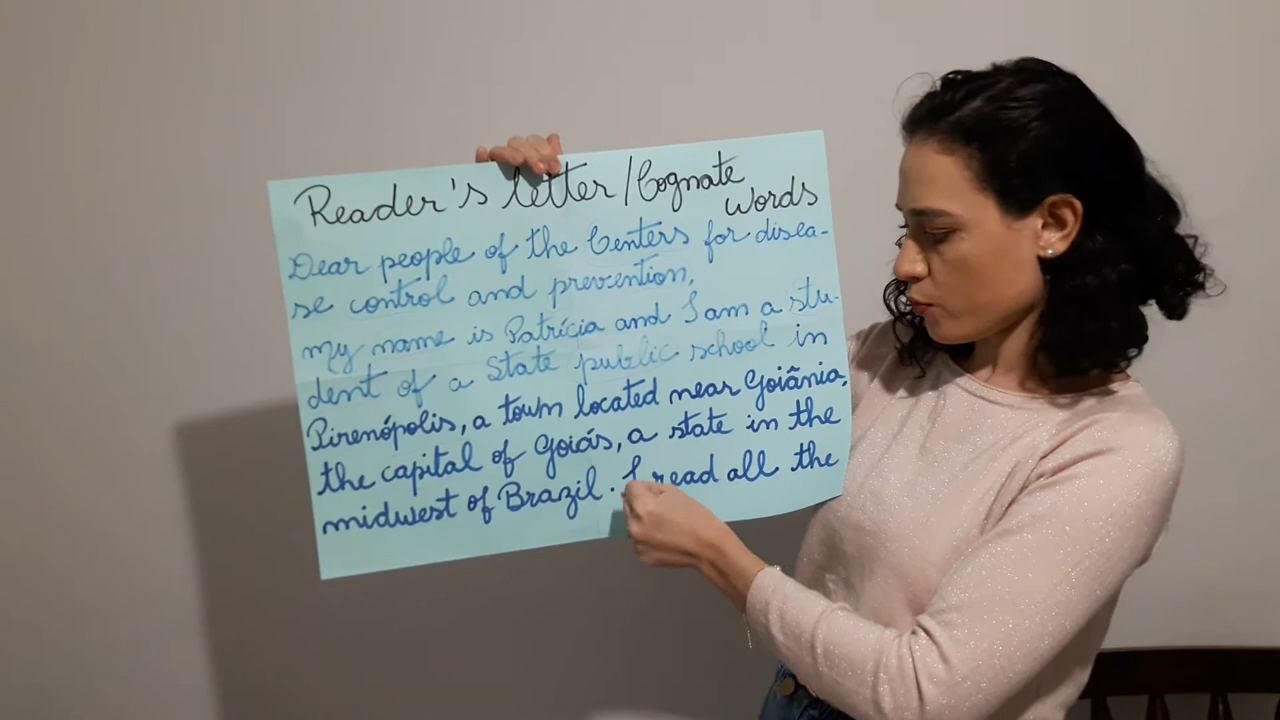 Reader's letter/Cognate
Words
Dear people of the Centers for disea-
se control and prevention,
my name is Patrícia and I am a stu-
dent of a State public school in
Pirenópolis, a town located near Goiânia,
the capital of Goiás, a state in the
midwest of Brazil. I read all the